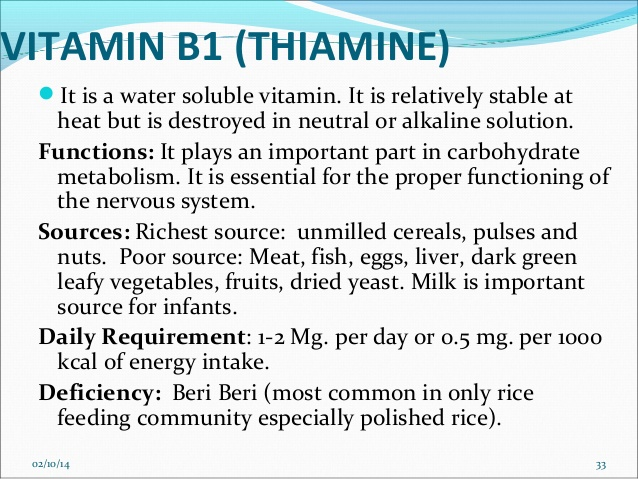 VITAMIN B1 (THIAMINE)
It is a water soluble vitamin. It is relatively stable at
heat but is destroyed in neutral or alkaline solution.
Functions: It plays an important part in carbohydrate
metabolism. It is essential for the proper functioning of
the nervous system.
Sources: Richest source: unmilled cereals, pulses and
nuts. Poor source: Meat, fish, eggs, liver, dark green
leafy vegetables, fruits, dried yeast. Milk is important
source for infants.
Daily Requirement: 1-2 Mg. per day or 0.5 mg. per 1000
kcal of energy intake.
Deficiency: Beri Beri (most common in only rice
feeding community especially polished rice).
02/10/14 33